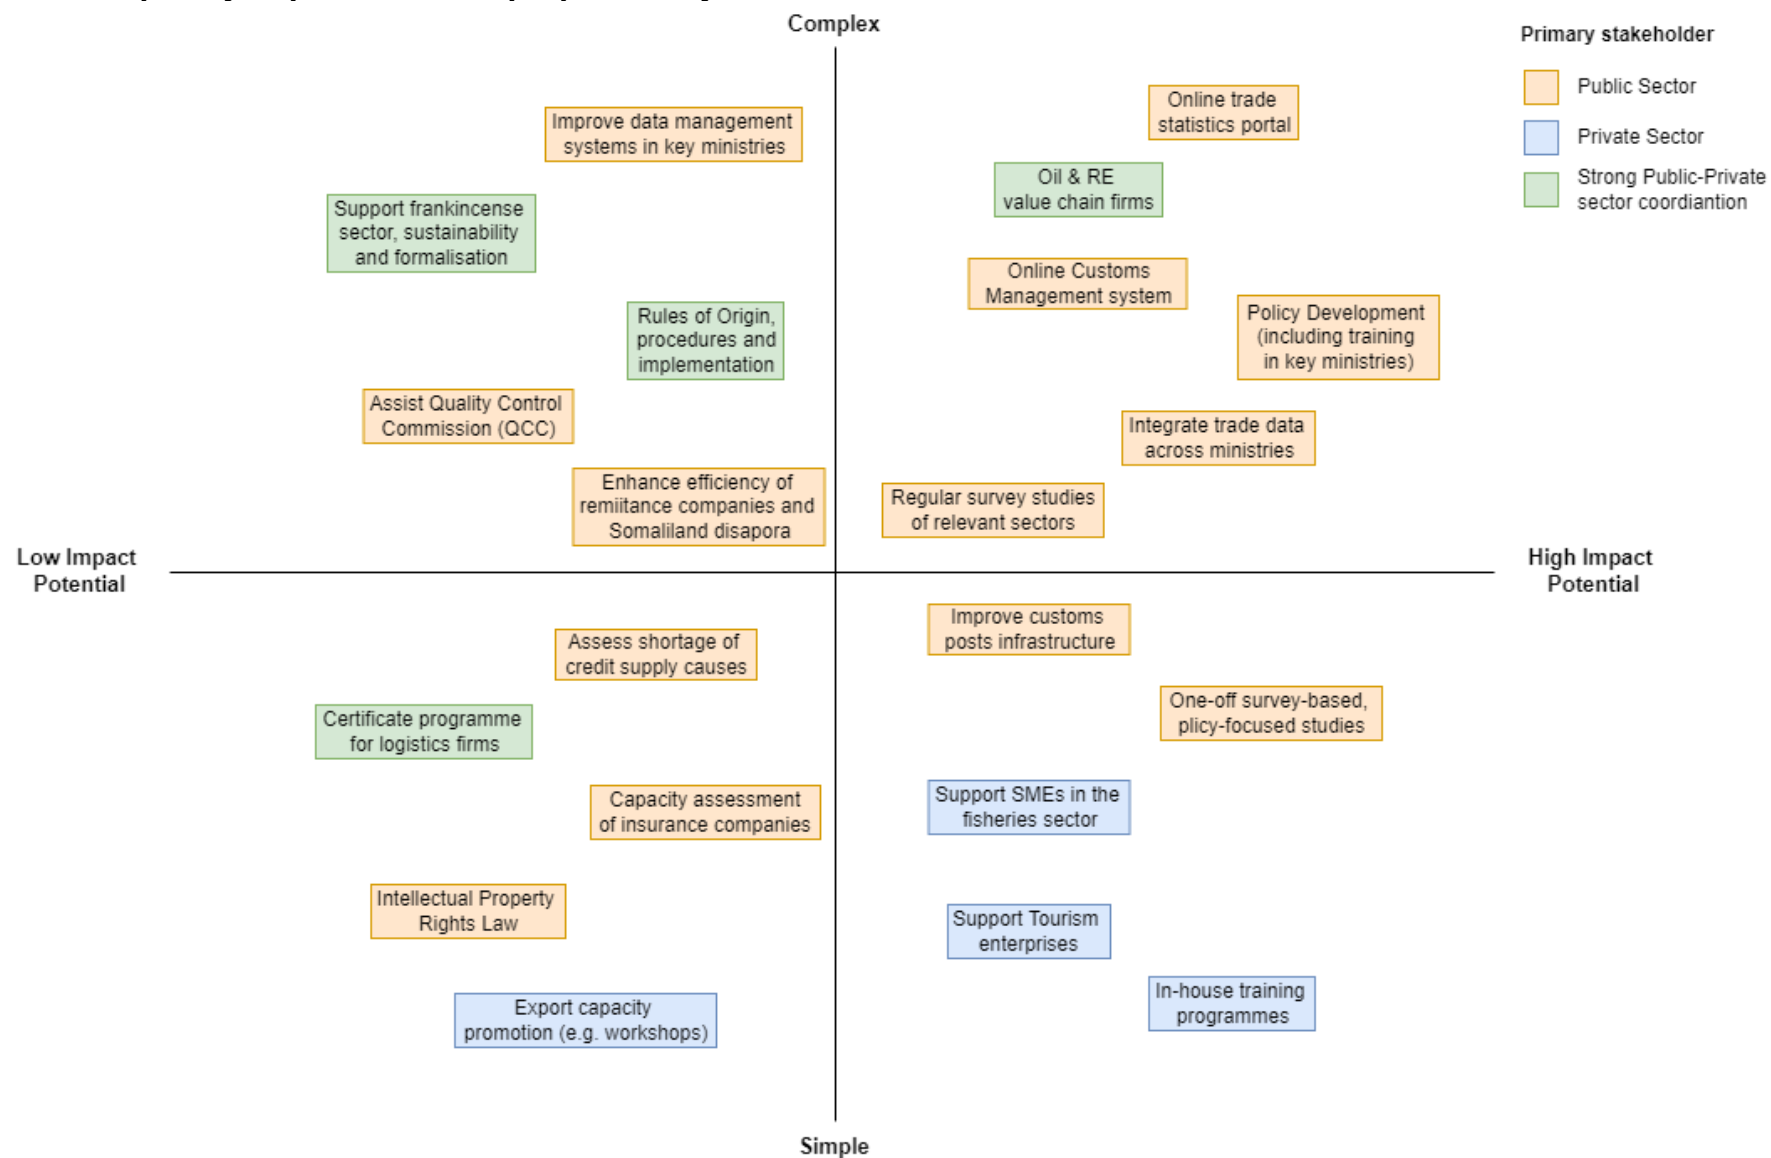 Complex
Primary stakeholder
Public Sector
Private Sector
Strong Public-Private
sector coordiantion
Improve data management
systems in key ministries
Support frankincense
sector, sustainability
and formalisation
Rules of Origin,
procedures and
implementation
Assist Quality Control
Commission (QCC)
Enhance efficiency of
remiitance companies and
Somaliland disapora
Online trade
statistics portal
Oil & RE
value chain firms
Online Customs
Management system
Policy Development
(including training
in key ministries)
Integrate trade data
across ministries
Regular survey studies
of relevant sectors
Low Impact
Potential
High Impact
Potential
Assess shortage of
credit supply causes
Certificate programme
for logistics firms
Capacity assessment
of insurance companies
Intellectual Property
Rights Law
Export capacity
promotion (e.g. workshops)
Improve customs
posts infrastructure
One-off survey-based,
plicy-focused studies
Support SMEs in the
fisheries sector
Support Tourism
enterprises
In-house training
programmes
Simple